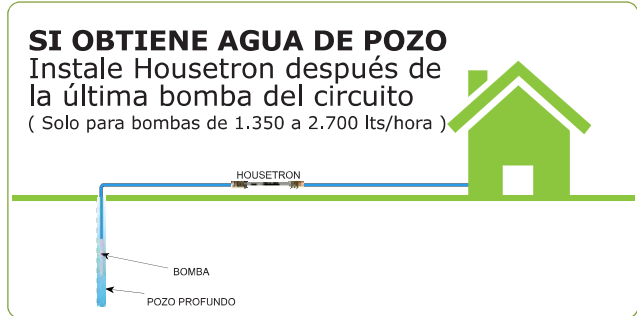 SI OBTIENE AGUA DE POZO
Instale Housetron después de
la última bomba del circuito
( Solo para bombas de 1.350 a 2.700 lts/hora )
HOUSETRON
BOMBA
POZO PROFUNDO